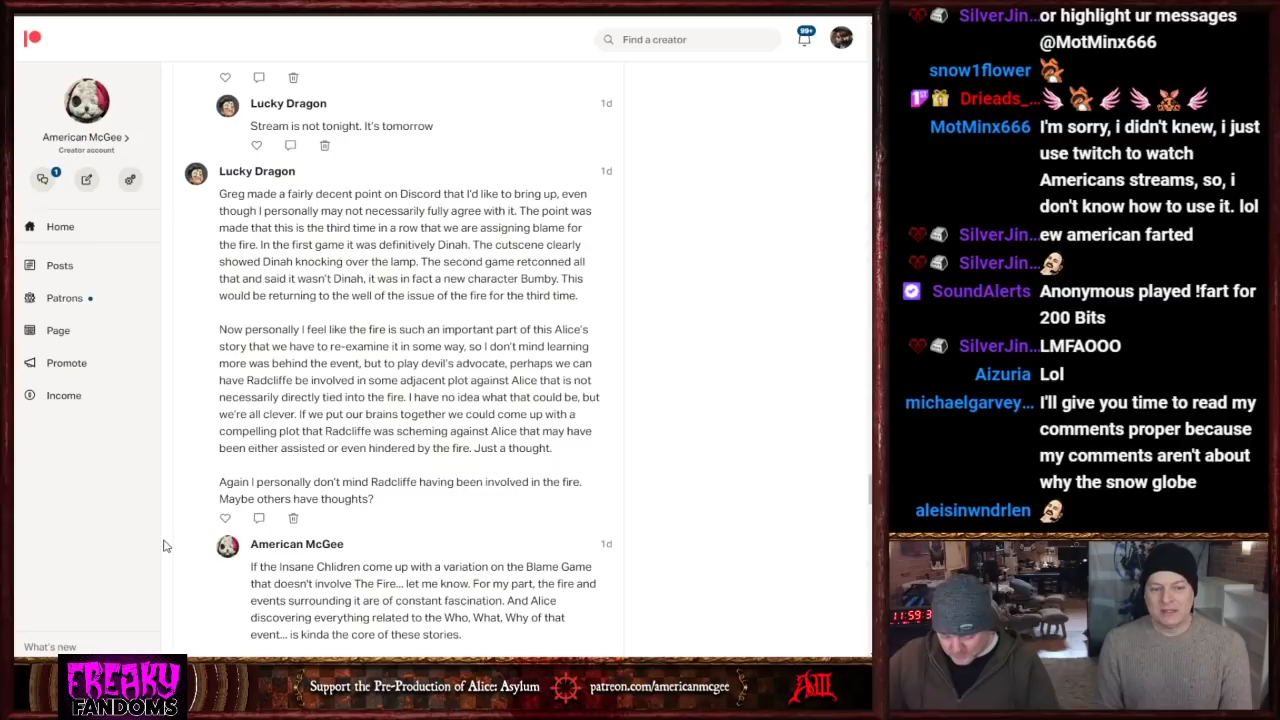 Find a creator
99+
American McGee
Creator account
1
Home
Posts
Patrons
Page
Promote
Income
What's new
Lucky Dragon
1d
Stream is not tonight. It's tomorrow
Lucky Dragon
1d
Greg made a fairly decent point on Discord that I'd like to bring up, even
though I personally may not necessarily fully agree with it. The point was
made that this is the third time in a row that we are assigning blame for
the fire. In the first game it was definitively Dinah. The cutscene clearly
showed Dinah knocking over the lamp. The second game retconned all
that and said it wasn't Dinah, it was in fact a new character Bumby. This
would be returning to the well of the issue of the fire for the third time.
Now personally I feel like the fire is such an important part of this Alice's
story that we have to re-examine it in some way, so I don't mind learning
more was behind the event, but to play devil's advocate, perhaps we can
have Radcliffe be involved in some adjacent plot against Alice that is not
necessarily directly tied into the fire. I have no idea what that could be, but
we're all clever. If we put our brains together we could come up with a
compelling plot that Radcliffe was scheming against Alice that may have
been either assisted or even hindered by the fire. Just a thought.
Again I personally don't mind Radcliffe having been involved in the fire.
Maybe others have thoughts?
American McGee
1d
If the Insane Chlidren come up with a variation on the Blame Game
that doesn't involve The Fire... let me know. For my part, the fire and
events surrounding it are of constant fascination. And Alice
discovering everything related to the Who, What, Why of that
event... is kinda the core of these stories.
SilverJin... or highlight ur messages
@MotMinx666
snow1flower
Drieads_...
MotMinx666 I'm sorry, i didn't knew, i just
use twitch to watch
Americans streams, so, i
don't know how to use it. lol
SilverJin... ew american farted
SilverJin...
SoundAlerts Anonymous played !fart for
200 Bits
SilverJin... LMFAOOO
Aizuria Lol
michaelgarvey... I'll give you time to read my
comments proper because
my comments aren't about
why the snow globe
aleisinwndrlen
11:59:3
FREAKY
FANDOMS
Support the Pre-Production of Alice: Asylum
patreon.com/americanmcgee